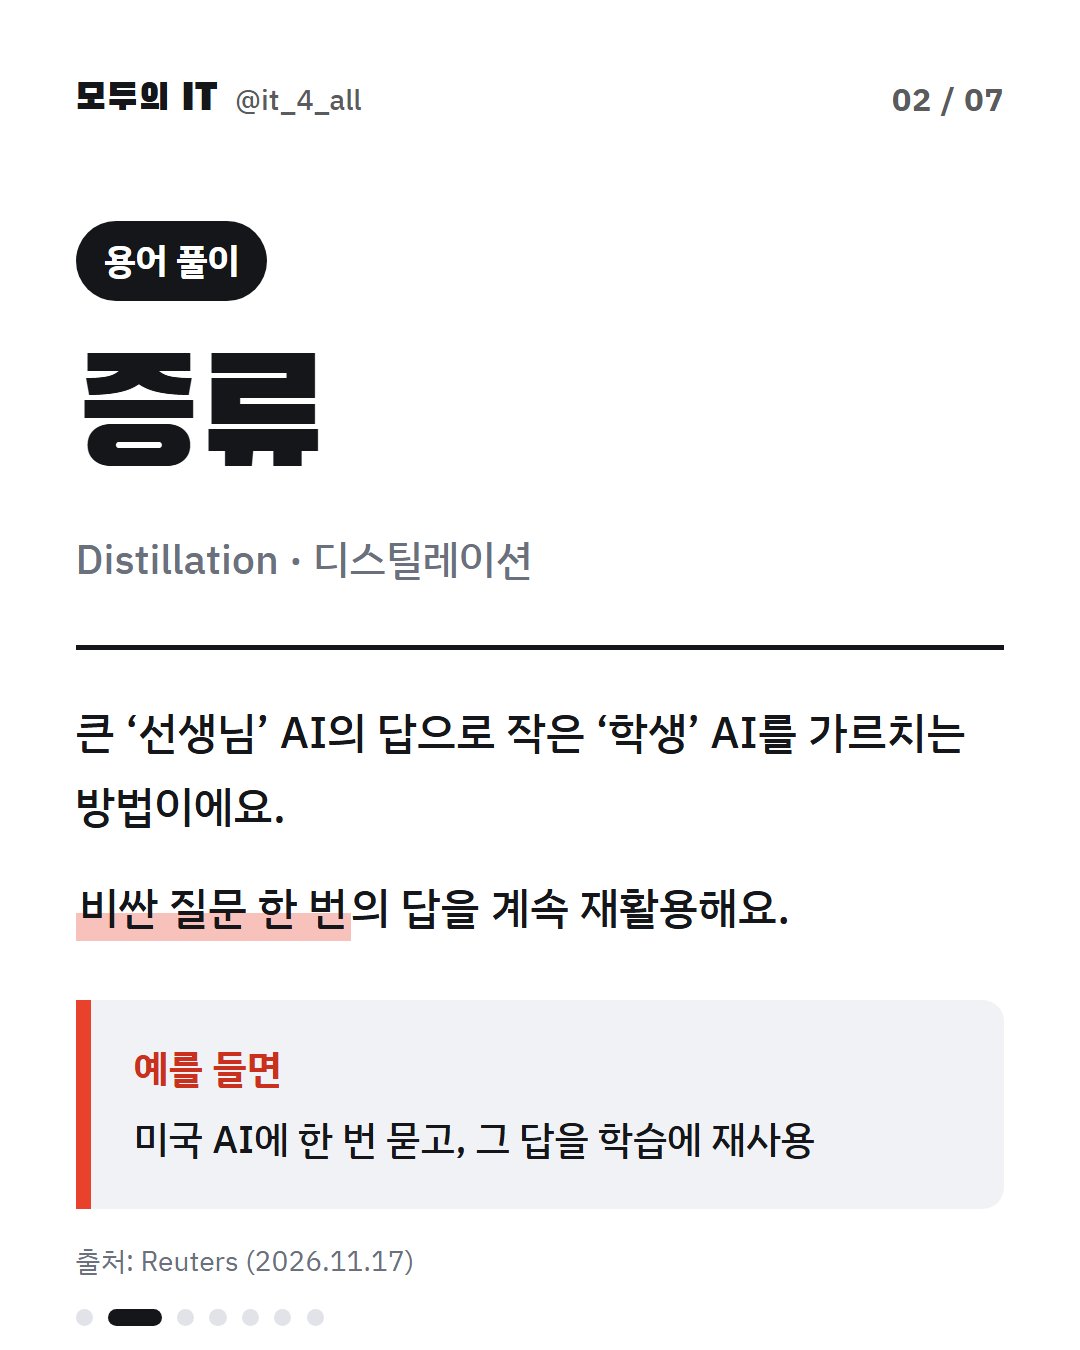 모두의 IT @it_4_all
02 / 07
용어 풀이
증류
Distillation · 디스틸레이션
큰 ‘선생님’ AI의 답으로 작은 ‘학생’ AI를 가르치는
방법이에요.
비싼 질문 한 번의 답을 계속 재활용해요.
예를 들면
미국 AI에 한 번 묻고, 그 답을 학습에 재사용
출처: Reuters (2026.11.17)